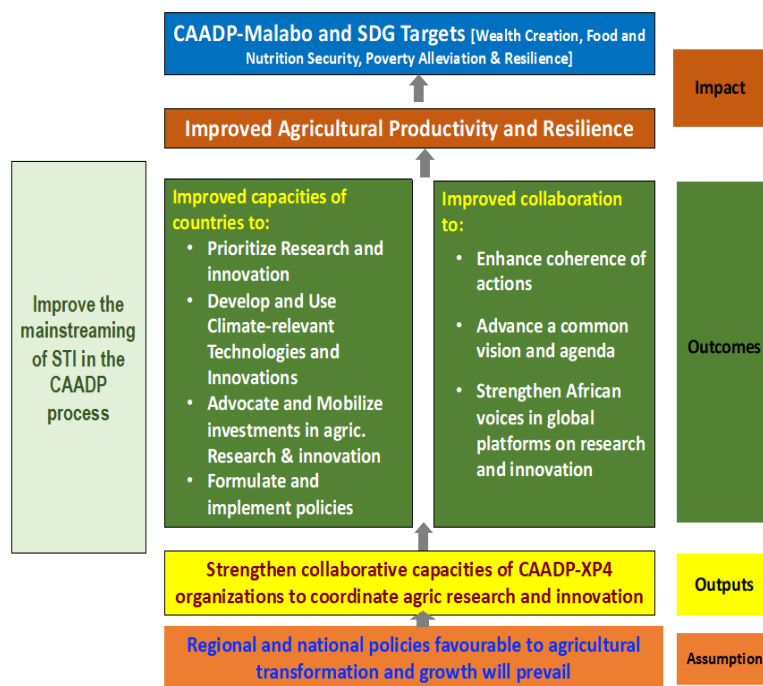 CAADP-Malabo and SDG Targets [Wealth Creation, Food and
Nutrition Security, Poverty Alleviation & Resilience]
Impact
Improved Agricultural Productivity and Resilience
Improve the
mainstreaming
of STI in the
CAADP
process
Improved capacities of
countries to:
• Prioritize Research and
innovation
• Develop and Use
Climate-relevant
Technologies and
Innovations
• Advocate and Mobilize
investments in agric.
Research & innovation
• Formulate and
implement policies
Improved collaboration
to:
• Enhance coherence of
actions
• Advance a common
vision and agenda
• Strengthen African
voices in global
platforms on research
and innovation
Outcomes
Strengthen collaborative capacities of CAADP-XP4
organizations to coordinate agric research and innovation
Outputs
Regional and national policies favourable to agricultural
transformation and growth will prevail
Assumption